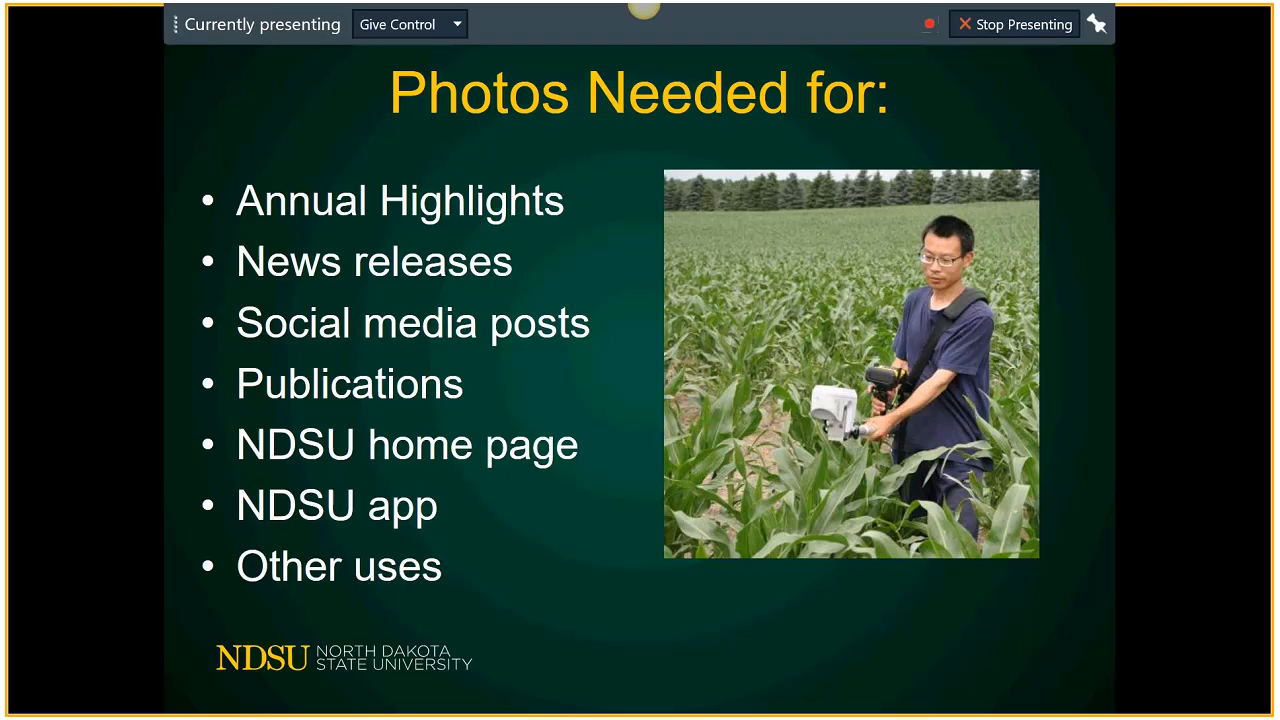 Currently presenting
Give Control
Stop Presenting
Photos Needed for:
• Annual Highlights
• News releases
• Social media posts
• Publications
• NDSU home page
• NDSU app
• Other uses
NDSU NORTH DAKOTA
STATE UNIVERSITY